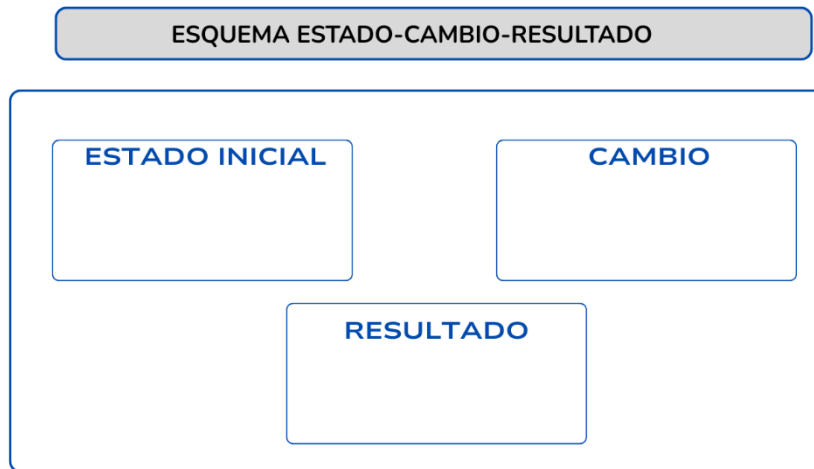 ESQUEMA ESTADO-CAMBIO-RESULTADO
ESTADO INICIAL
CAMBIO
RESULTADO